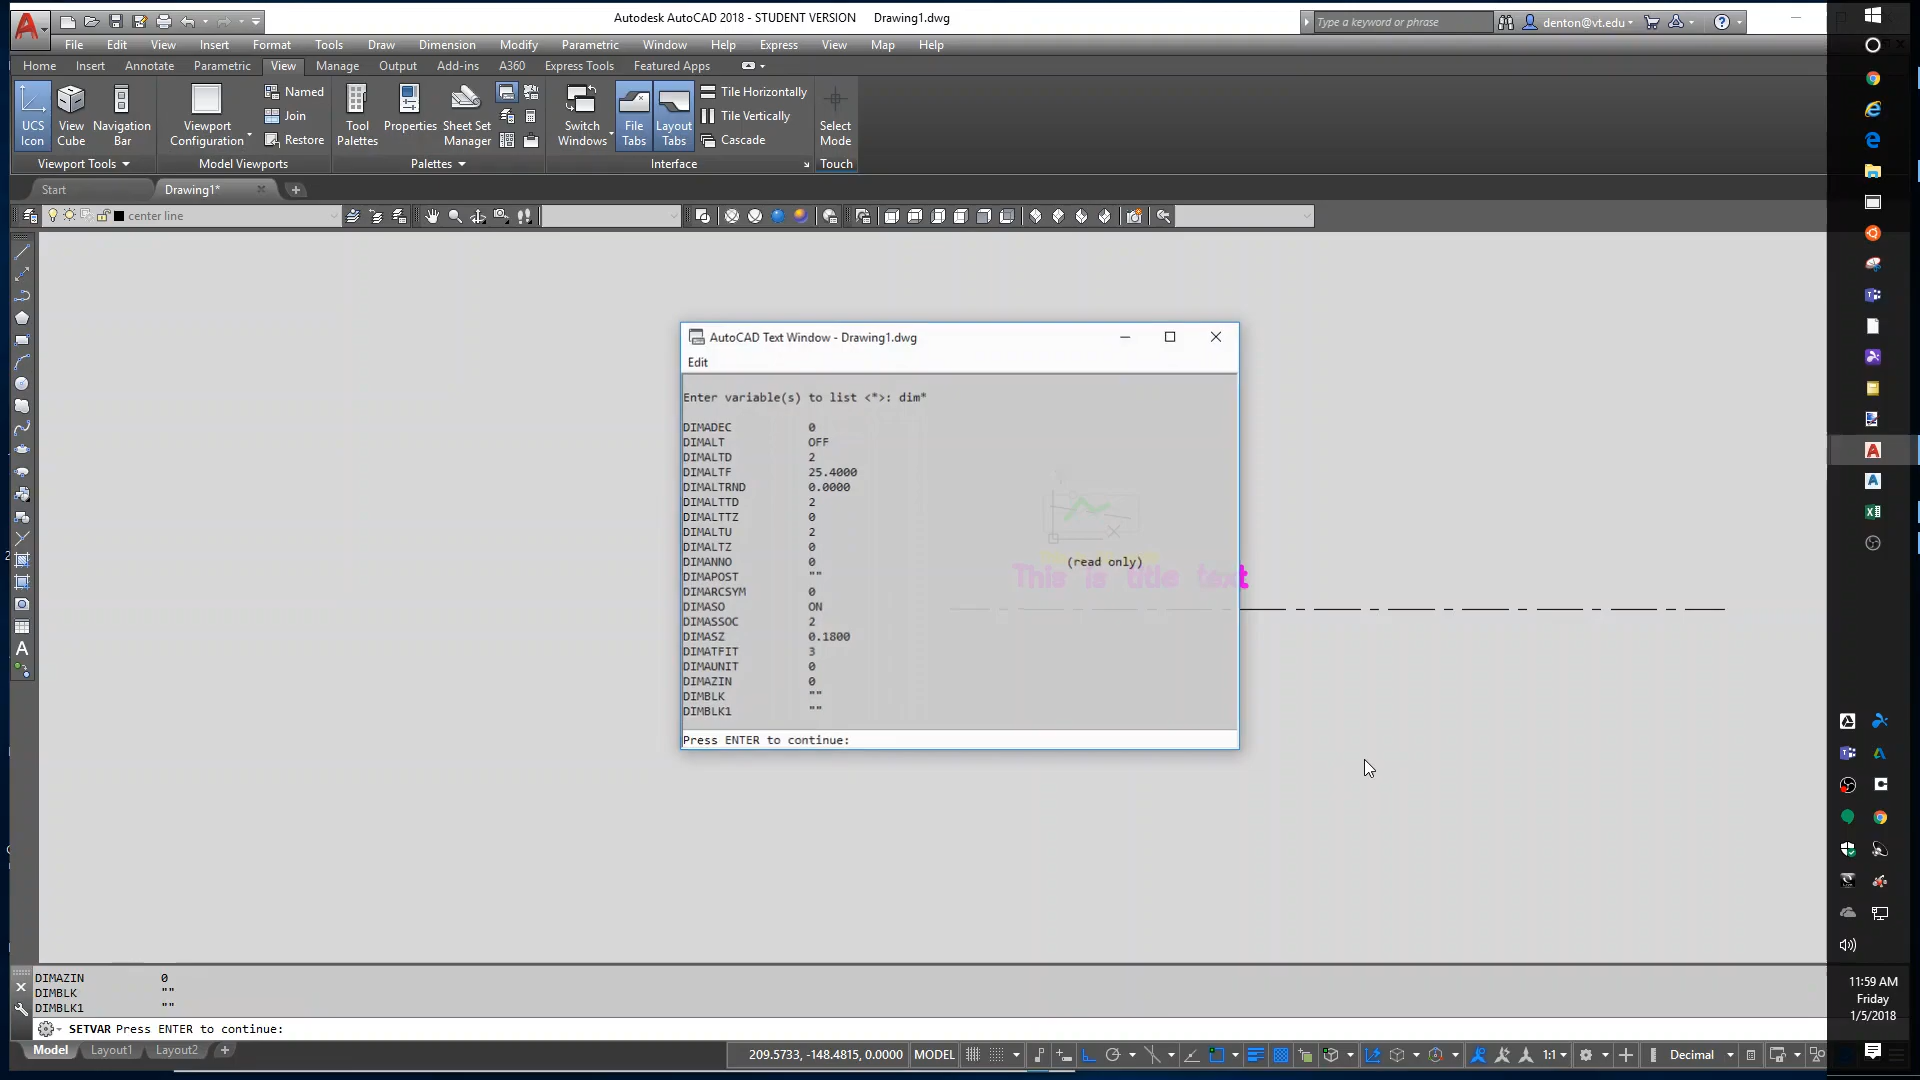 Autodesk AutoCAD 2018 - STUDENT VERSION Drawing1.dwg
Type a keyword or phrase
denton@vt.edu
File Edit View Insert Format Tools Draw Dimension Modify Parametric Window Help Express View Map Help
Home Insert Annotate Parametric View Manage Output Add-ins A360 Express Tools Featured Apps
UCS Icon
View Cube
Navigation Bar
Viewport Tools
Viewport Configuration
Named
Join
Restore
Model Viewports
Tool Palettes
Properties
Sheet Set Manager
Palettes
Switch Windows
File Tabs
Layout Tabs
Tile Horizontally
Tile Vertically
Cascade
Interface
Select Mode
Touch
Start Drawing1*
center line
AutoCAD Text Window - Drawing1.dwg
Edit
Enter variable(s) to list <*>: dim*
DIMADEC 0
DIMALT OFF
DIMALTD 2
DIMALTF 25.4000
DIMALTRND 0.0000
DIMALTTD 2
DIMALTTZ 0
DIMALTU 2
DIMALTZ 0
DIMANNO 0 (read only)
DIMAPOST ""
DIMARCSYM 0
DIMASO ON
DIMASSOC 2
DIMASZ 0.1800
DIMATFIT 3
DIMAUNIT 0
DIMAZIN 0
DIMBLK ""
DIMBLK1 ""
Press ENTER to continue:
This is title text
DIMAZIN 0
DIMBLK ""
DIMBLK1 ""
SETVAR Press ENTER to continue:
Model Layout1 Layout2
209.5733, -148.4815, 0.0000 MODEL
1:1
Decimal
11:59 AM
Friday
1/5/2018